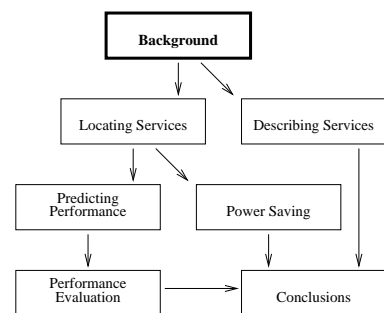 Background
Locating Services
Describing Services
Predicting
Performance
Power Saving
Performance
Evaluation
Conclusions